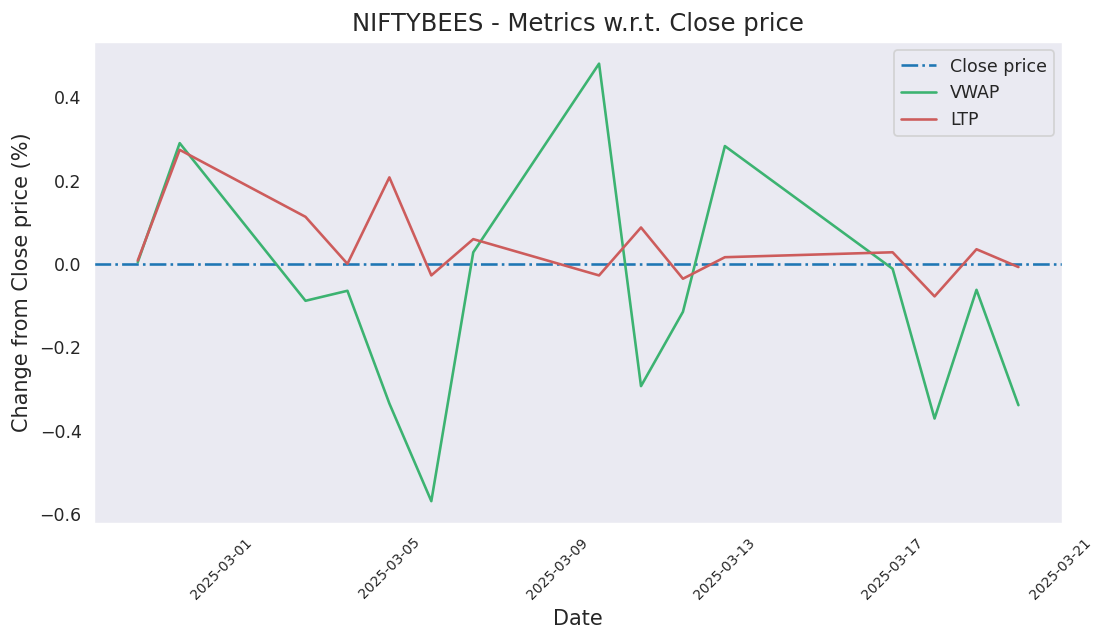 NIFTYBEES - Metrics w.r.t. Close price
Close price
VWAP
LTP
Change from Close price (%)
0.4
0.2
0.0
−0.2
−0.4
−0.6
2025-03-01
2025-03-05
2025-03-09
2025-03-13
2025-03-17
2025-03-21
Date